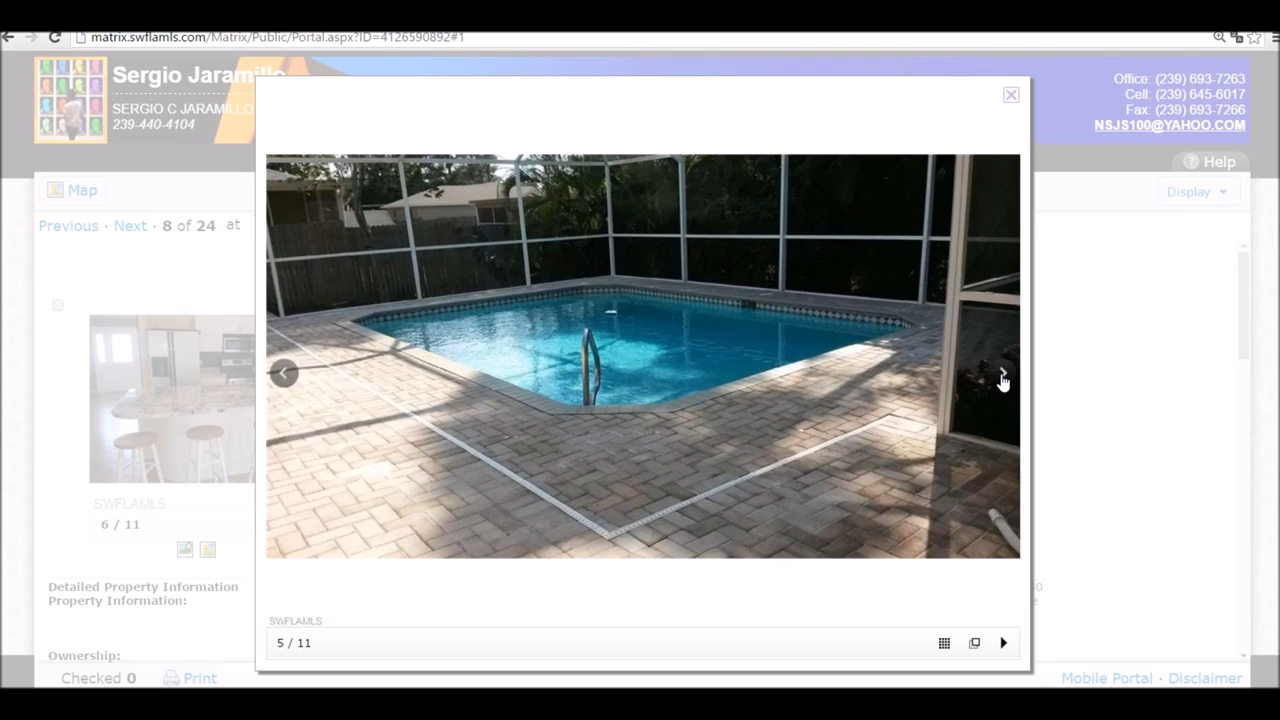 matrix.swflamls.com/Matrix/Public/Portal.aspx?ID=4126590892#1
Sergio Jaramillo
SERGIO C JARAMILLO
239-440-4104
Office: (239) 693-7263
Cell: (239) 645-6017
Fax: (239) 693-7266
NSJS100@YAHOO.COM
? Help
Map
Display
Previous · Next · 8 of 24 at
SWFLAMLS
6 / 11
Detailed Property Information
Property Information:
Ownership:
SWFLAMLS
5 / 11
Checked 0
Print
Mobile Portal · Disclaimer